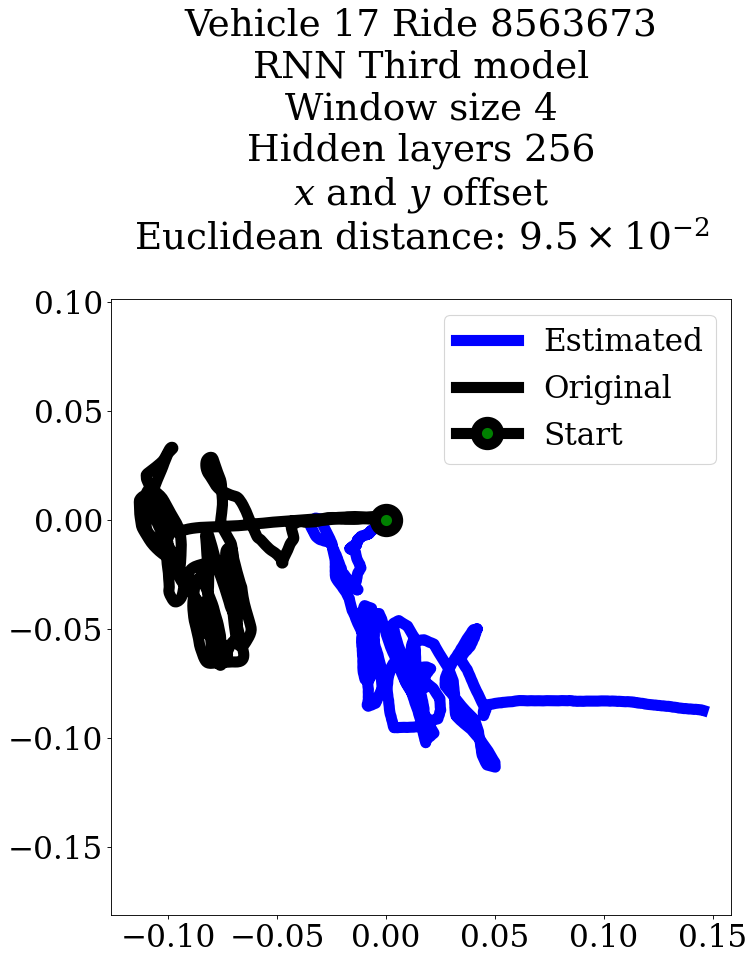 Vehicle 17 Ride 8563673
RNN Third model
Window size 4
Hidden layers 256
x and y offset
Euclidean distance: 9.5 × 10⁻²
Estimated
Original
Start
0.10
0.05
0.00
−0.05
−0.10
−0.15
−0.10 −0.05 0.00 0.05 0.10 0.15